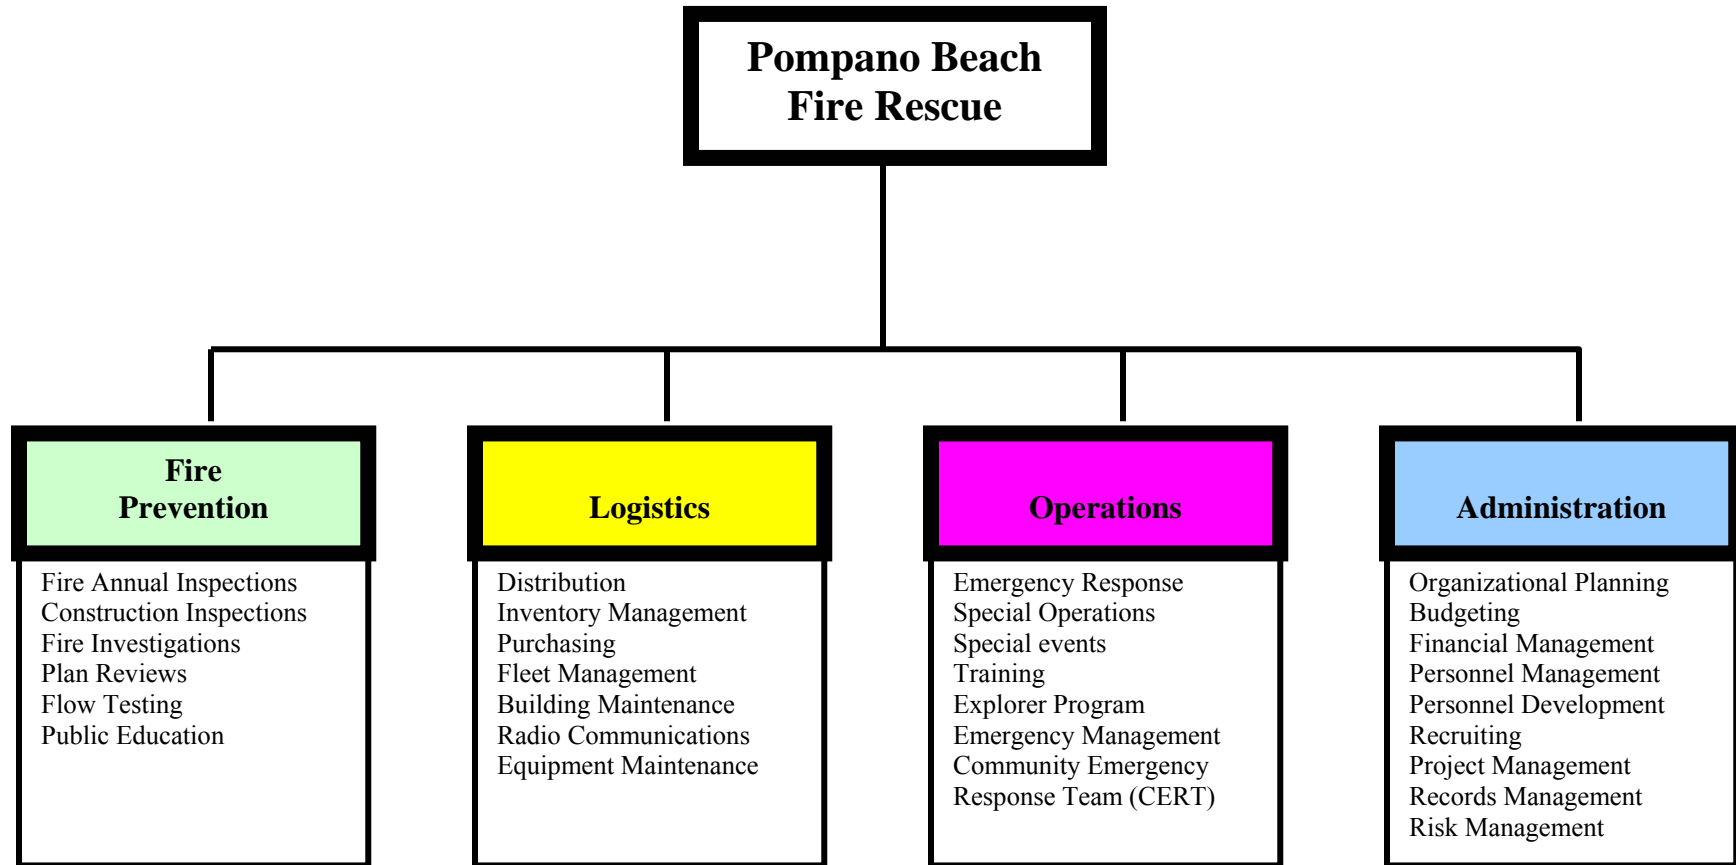 Pompano Beach
Fire Rescue
Fire
Prevention
Fire Annual Inspections
Construction Inspections
Fire Investigations
Plan Reviews
Flow Testing
Public Education
Logistics
Distribution
Inventory Management
Purchasing
Fleet Management
Building Maintenance
Radio Communications
Equipment Maintenance
Operations
Emergency Response
Special Operations
Special events
Training
Explorer Program
Emergency Management
Community Emergency
Response Team (CERT)
Administration
Organizational Planning
Budgeting
Financial Management
Personnel Management
Personnel Development
Recruiting
Project Management
Records Management
Risk Management